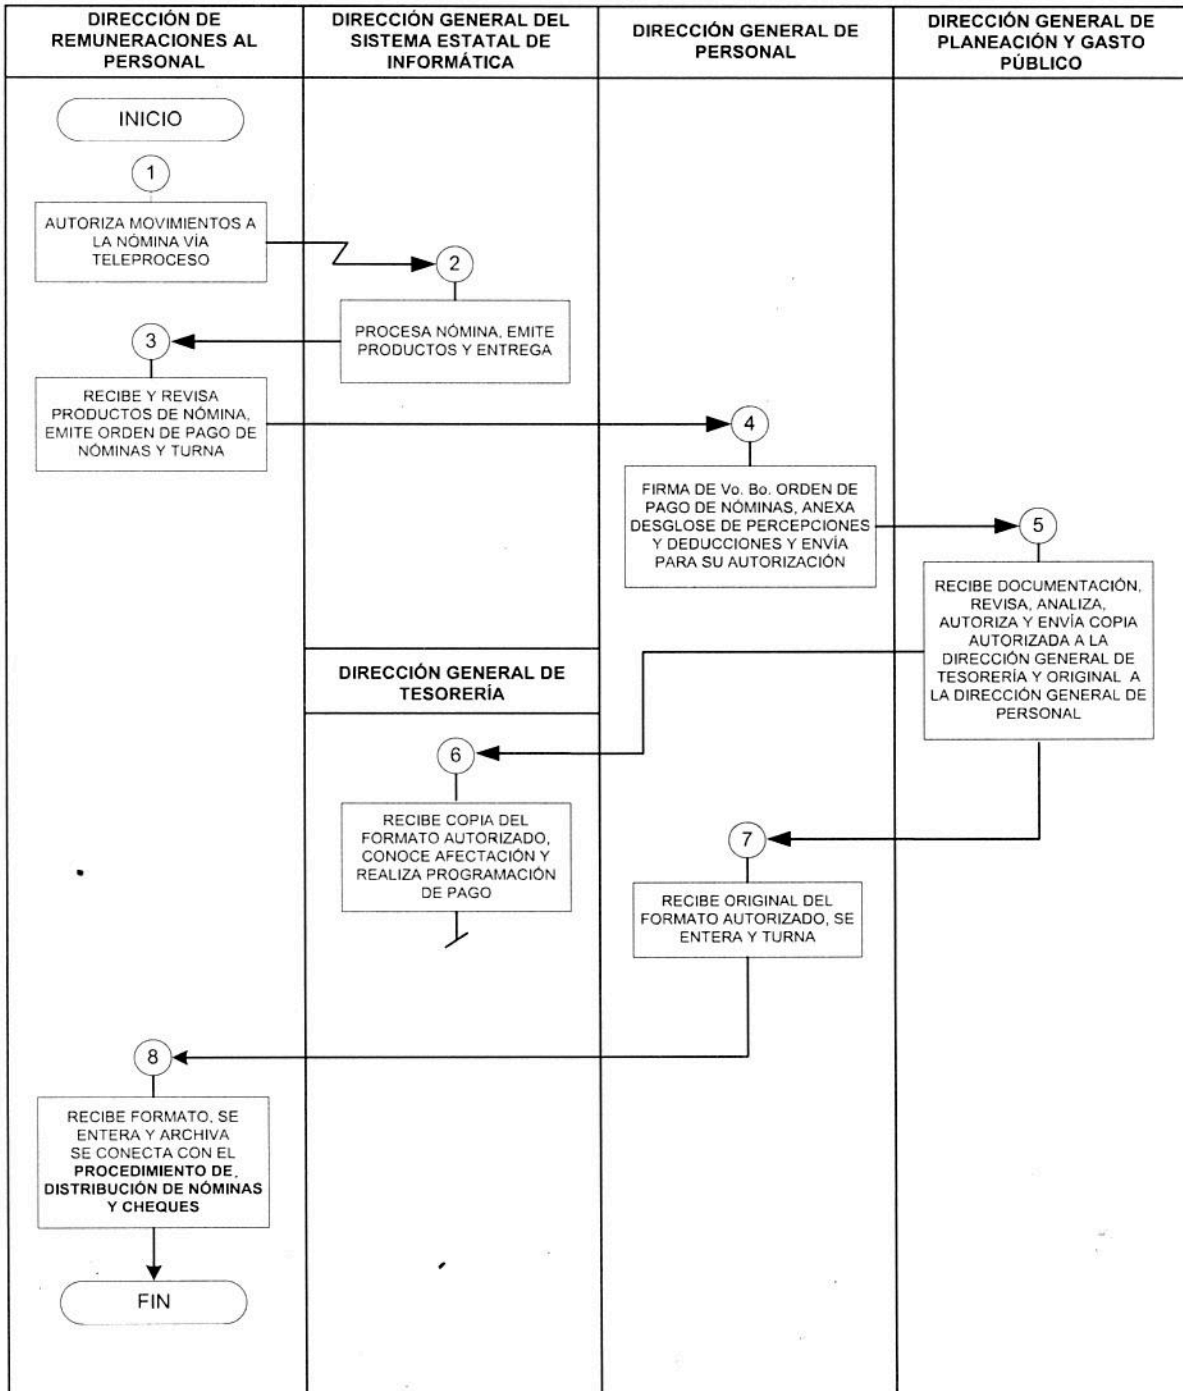 DIRECCIÓN DE
REMUNERACIONES AL
PERSONAL
DIRECCIÓN GENERAL DEL
SISTEMA ESTATAL DE
INFORMÁTICA
DIRECCIÓN GENERAL DE
PERSONAL
DIRECCIÓN GENERAL DE
PLANEACIÓN Y GASTO
PÚBLICO
INICIO
1
AUTORIZA MOVIMIENTOS A
LA NÓMINA VÍA
TELEPROCESO
2
PROCESA NÓMINA, EMITE
PRODUCTOS Y ENTREGA
3
RECIBE Y REVISA
PRODUCTOS DE NÓMINA,
EMITE ORDEN DE PAGO DE
NÓMINAS Y TURNA
4
FIRMA DE Vo. Bo. ORDEN DE
PAGO DE NÓMINAS, ANEXA
DESGLOSE DE PERCEPCIONES
Y DEDUCCIONES Y ENVÍA
PARA SU AUTORIZACIÓN
5
RECIBE DOCUMENTACIÓN,
REVISA, ANALIZA,
AUTORIZA Y ENVÍA COPIA
AUTORIZADA A LA
DIRECCIÓN GENERAL DE
TESORERÍA Y ORIGINAL A
LA DIRECCIÓN GENERAL DE
PERSONAL
DIRECCIÓN GENERAL DE
TESORERÍA
6
RECIBE COPIA DEL
FORMATO AUTORIZADO,
CONOCE AFECTACIÓN Y
REALIZA PROGRAMACIÓN
DE PAGO
7
RECIBE ORIGINAL DEL
FORMATO AUTORIZADO, SE
ENTERA Y TURNA
8
RECIBE FORMATO, SE
ENTERA Y ARCHIVA
SE CONECTA CON EL
PROCEDIMIENTO DE
DISTRIBUCIÓN DE NÓMINAS
Y CHEQUES
FIN